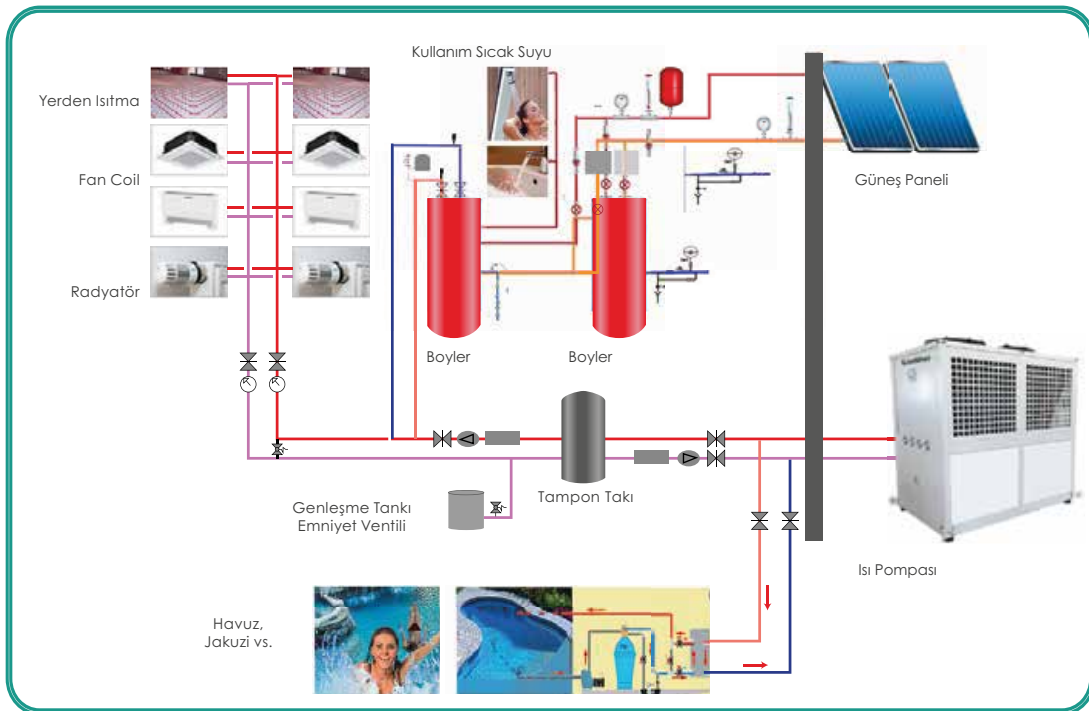 Kullanım Sıcak Suyu
Yerden Isıtma
Fan Coil
Güneş Paneli
Radyatör
Boyler
Boyler
Tampon Takı
Genleşme Tankı
Emniyet Ventili
Isı Pompası
Havuz,
Jakuzi vs.